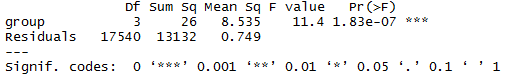 Df Sum Sq Mean Sq F value Pr(>F)
group 3 26 8.535 11.4 1.83e-07 ***
Residuals 17540 13132 0.749
---
Signif. codes: 0 ‘***’ 0.001 ‘**’ 0.01 ‘*’ 0.05 ‘.’ 0.1 ‘ ’ 1